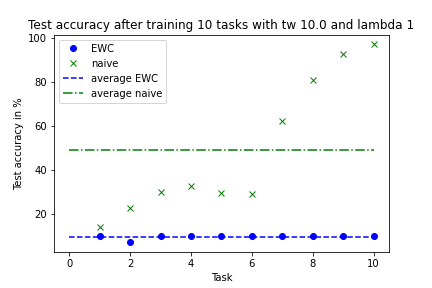 Test accuracy after training 10 tasks with tw 10.0 and lambda 1
100
80
60
40
20
Test accuracy in %
EWC
naive
average EWC
average naive
0 2 4 6 8 10
Task